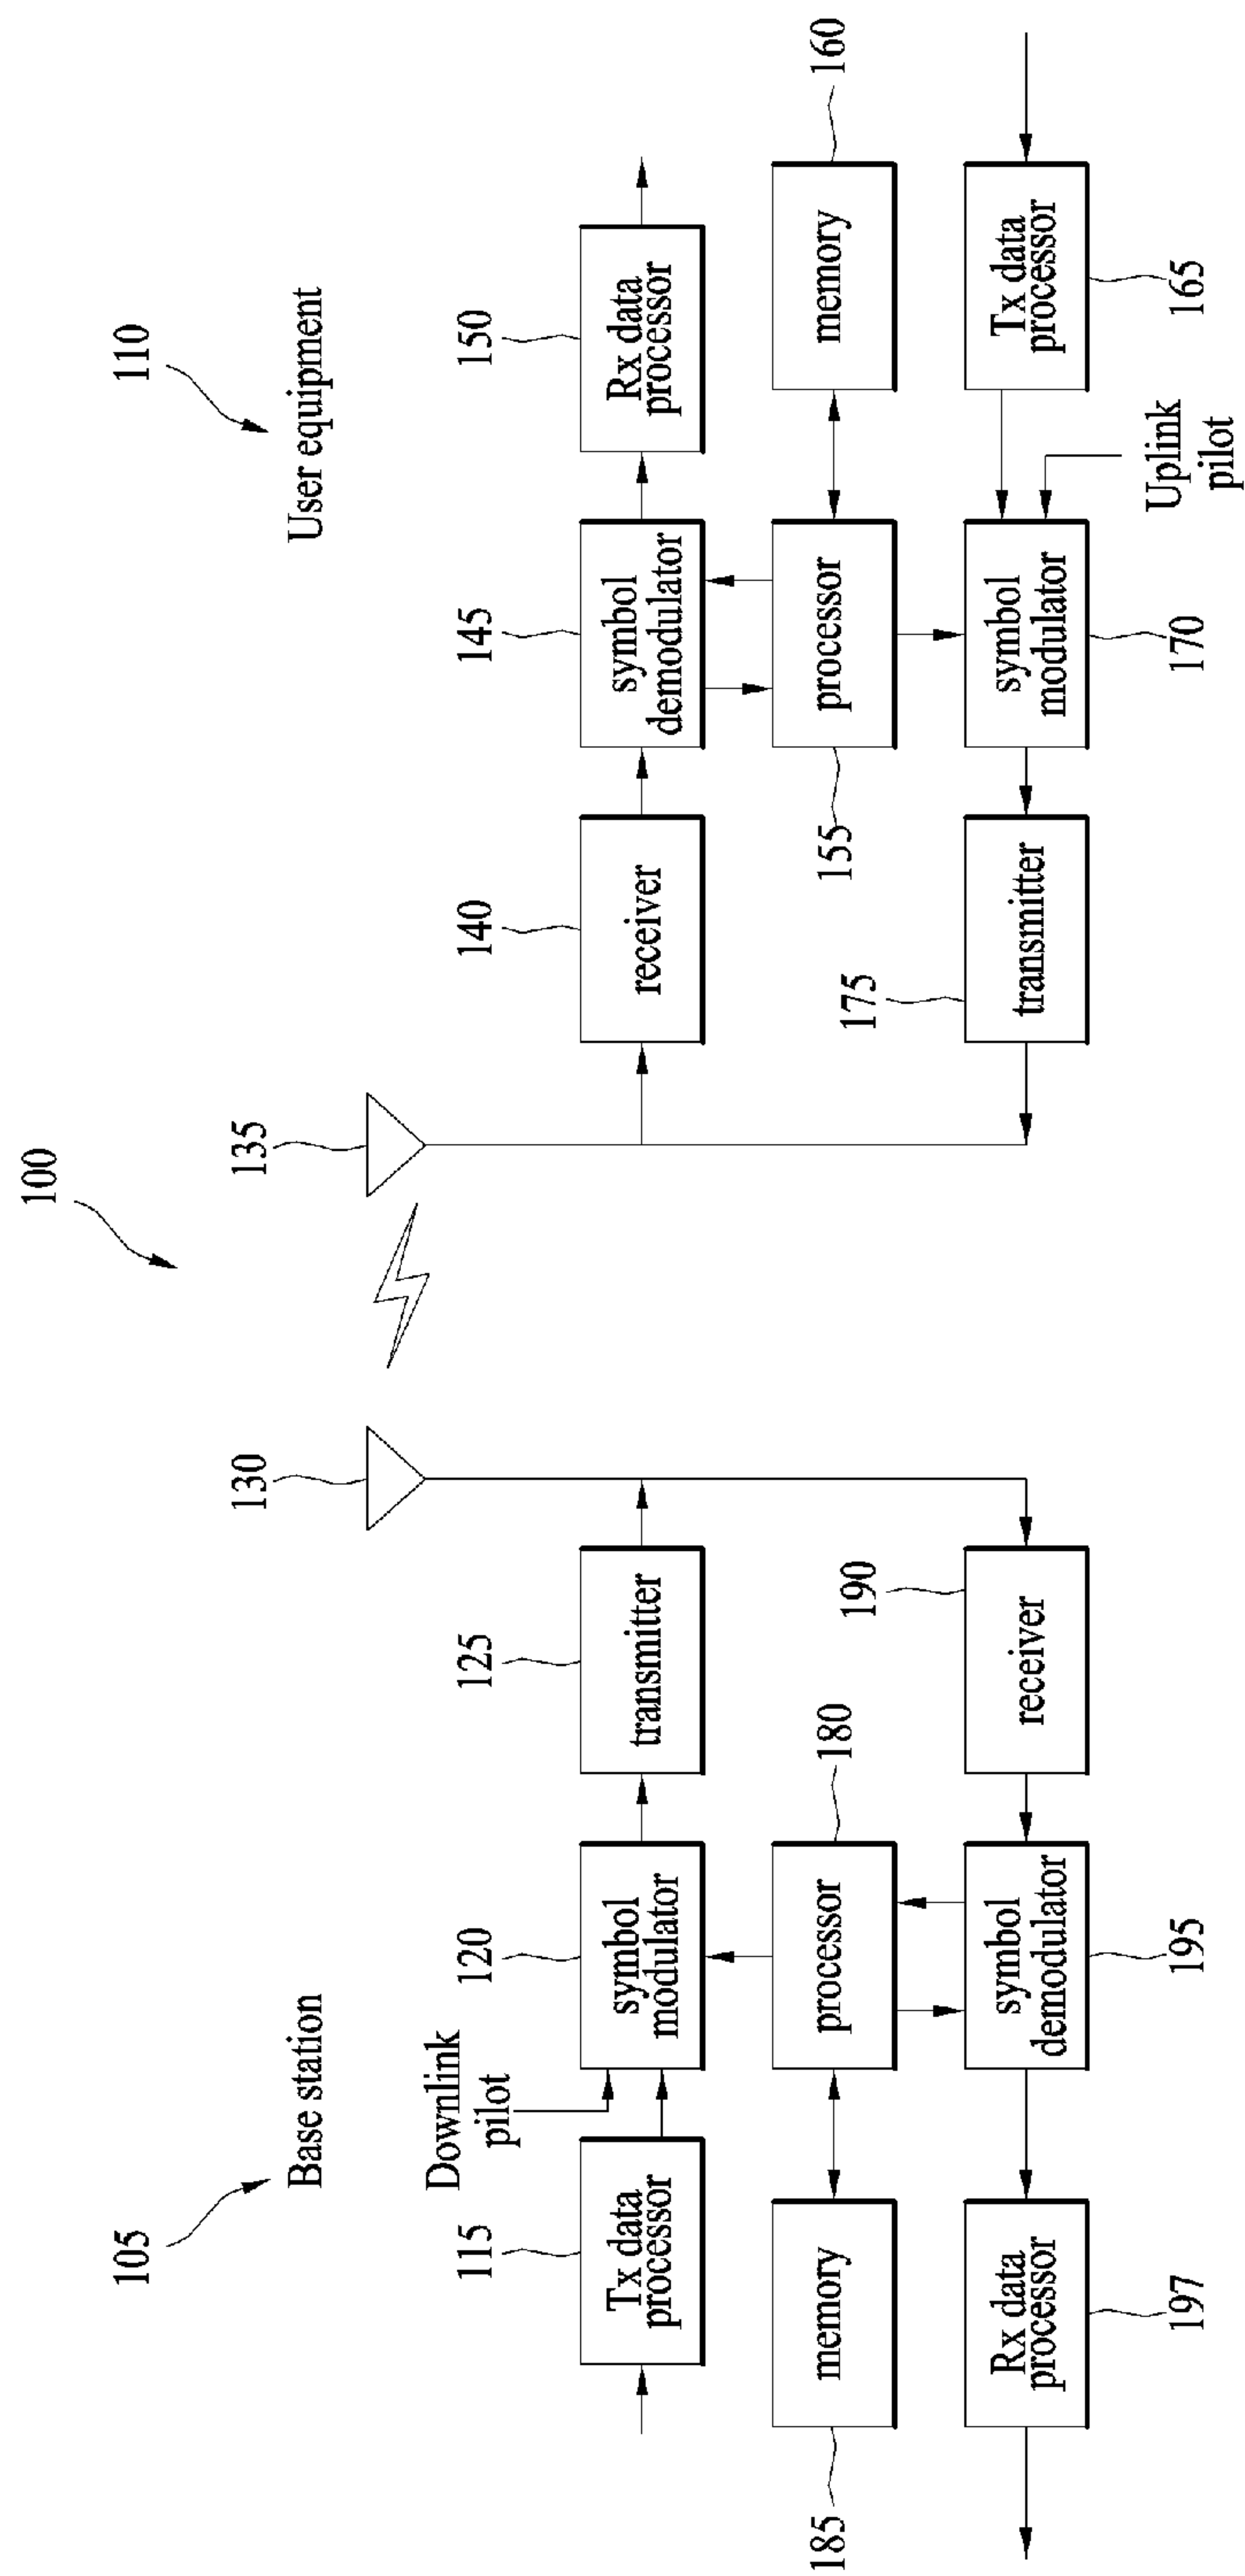 100
105
Base station
110
User equipment
130
135
Downlink
pilot
115
Tx data
processor
120
symbol
modulator
125
transmitter
140
receiver
145
symbol
demodulator
150
Rx data
processor
185
memory
180
processor
155
processor
160
memory
197
Rx data
processor
195
symbol
demodulator
190
receiver
175
transmitter
170
symbol
modulator
Uplink
pilot
165
Tx data
processor